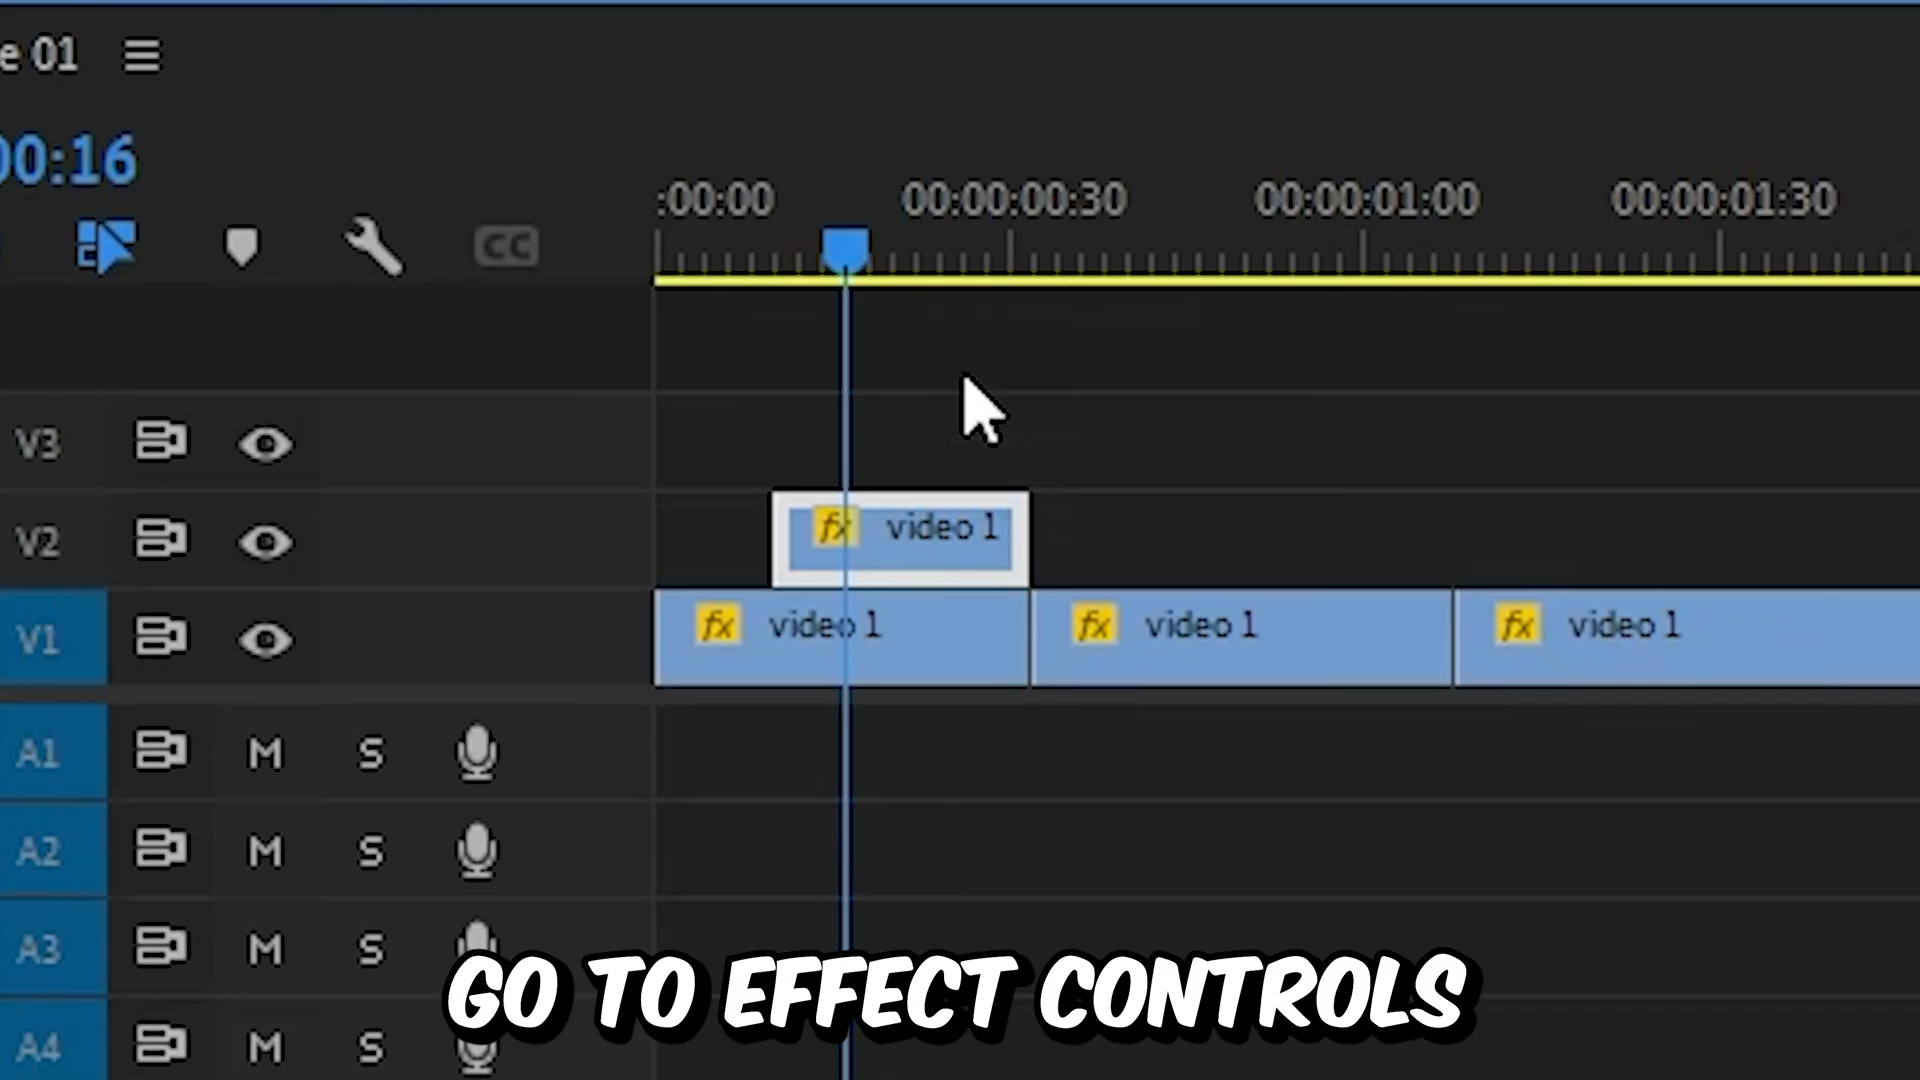 e 01
00:16
CC
:00:00 00:00:00:30 00:00:01:00 00:00:01:30
V3
V2 fx video 1
V1 fx video 1 fx video 1 fx video 1
A1 M S
A2 M S
A3 M S
A4 M S
GO TO EFFECT CONTROLS